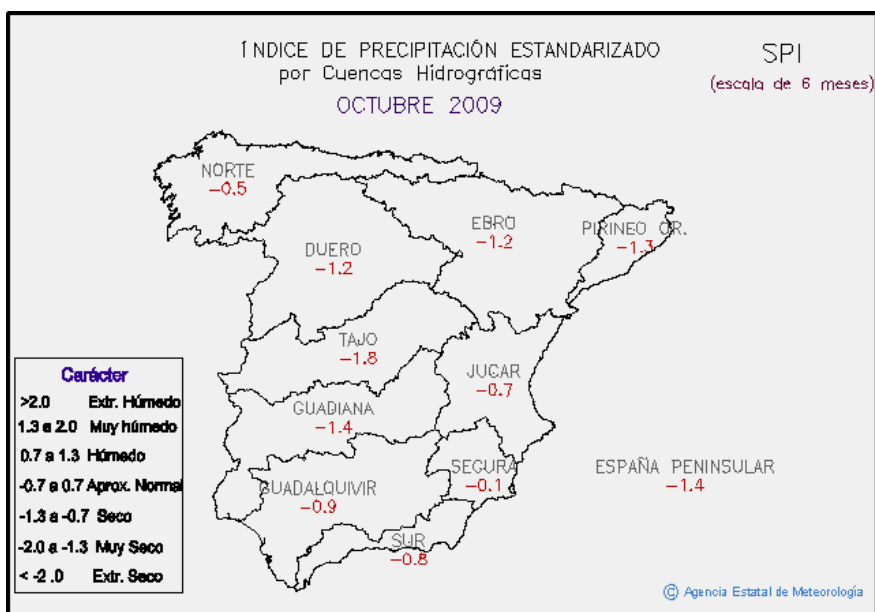 ÍNDICE DE PRECIPITACIÓN ESTANDARIZADO
por Cuencas Hidrográficas
OCTUBRE 2009
SPI
(escala de 6 meses)
NORTE
-0.5
DUERO
-1.2
EBRO
-1.2
PIRINEO OR.
-1.3
TAJO
-1.8
JUCAR
-0.7
GUADIANA
-1.4
SEGURA
-0.1
GUADALQUIVIR
-0.9
SUR
-0.8
ESPAÑA PENINSULAR
-1.4
Carácter
>2.0 Extr. Húmedo
1.3 a 2.0 Muy húmedo
0.7 a 1.3 Húmedo
-0.7 a 0.7 Aprox. Normal
-1.3 a -0.7 Seco
-2.0 a -1.3 Muy Seco
< -2.0 Extr. Seco
© Agencia Estatal de Meteorología